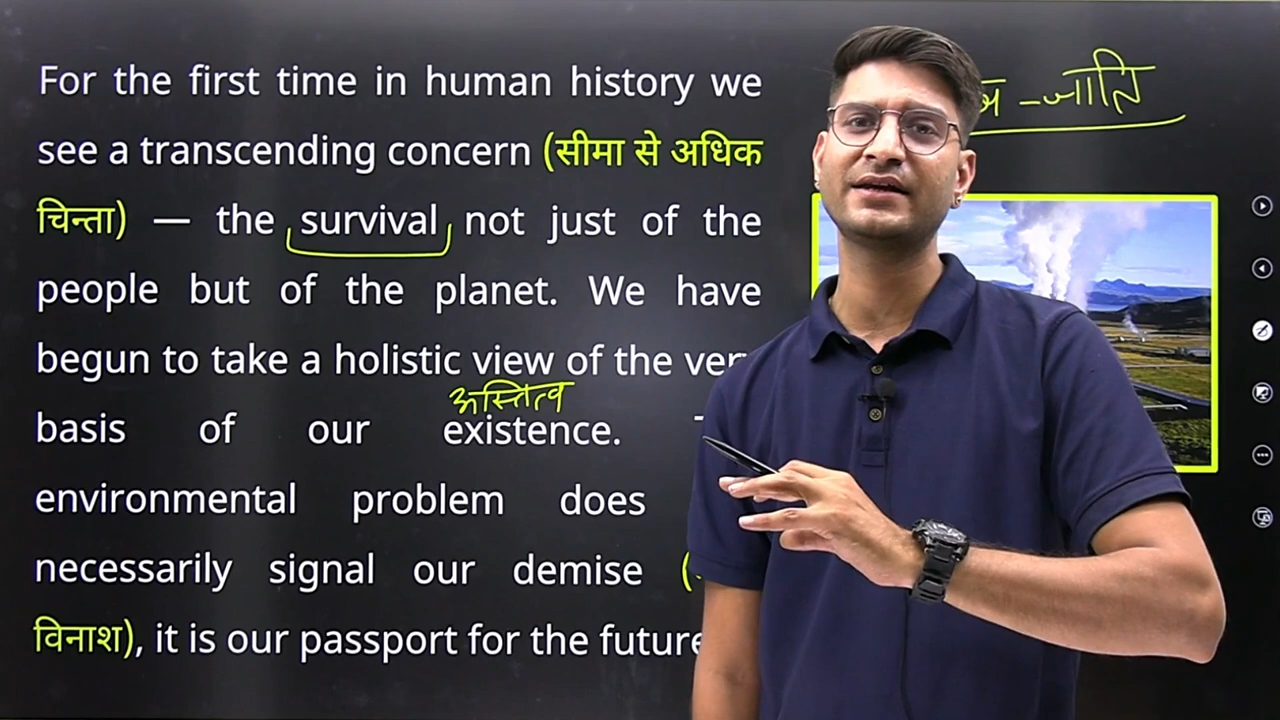 For the first time in human history we
see a transcending concern (सीमा से अधिक
चिन्ता) — the survival not just of the
people but of the planet. We have
begun to take a holistic view of the
अस्तित्व
basis of our existence.
environmental problem does
necessarily signal our demise
विनाश), it is our passport for the future
जाति